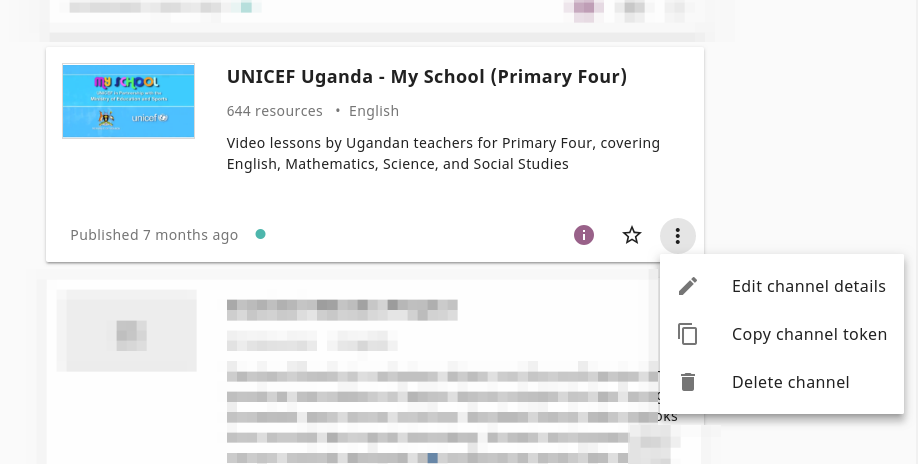 MY SCHOOL
unicef
UNICEF Uganda - My School (Primary Four)
644 resources • English
Video lessons by Ugandan teachers for Primary Four, covering
English, Mathematics, Science, and Social Studies
Published 7 months ago
Edit channel details
Copy channel token
Delete channel